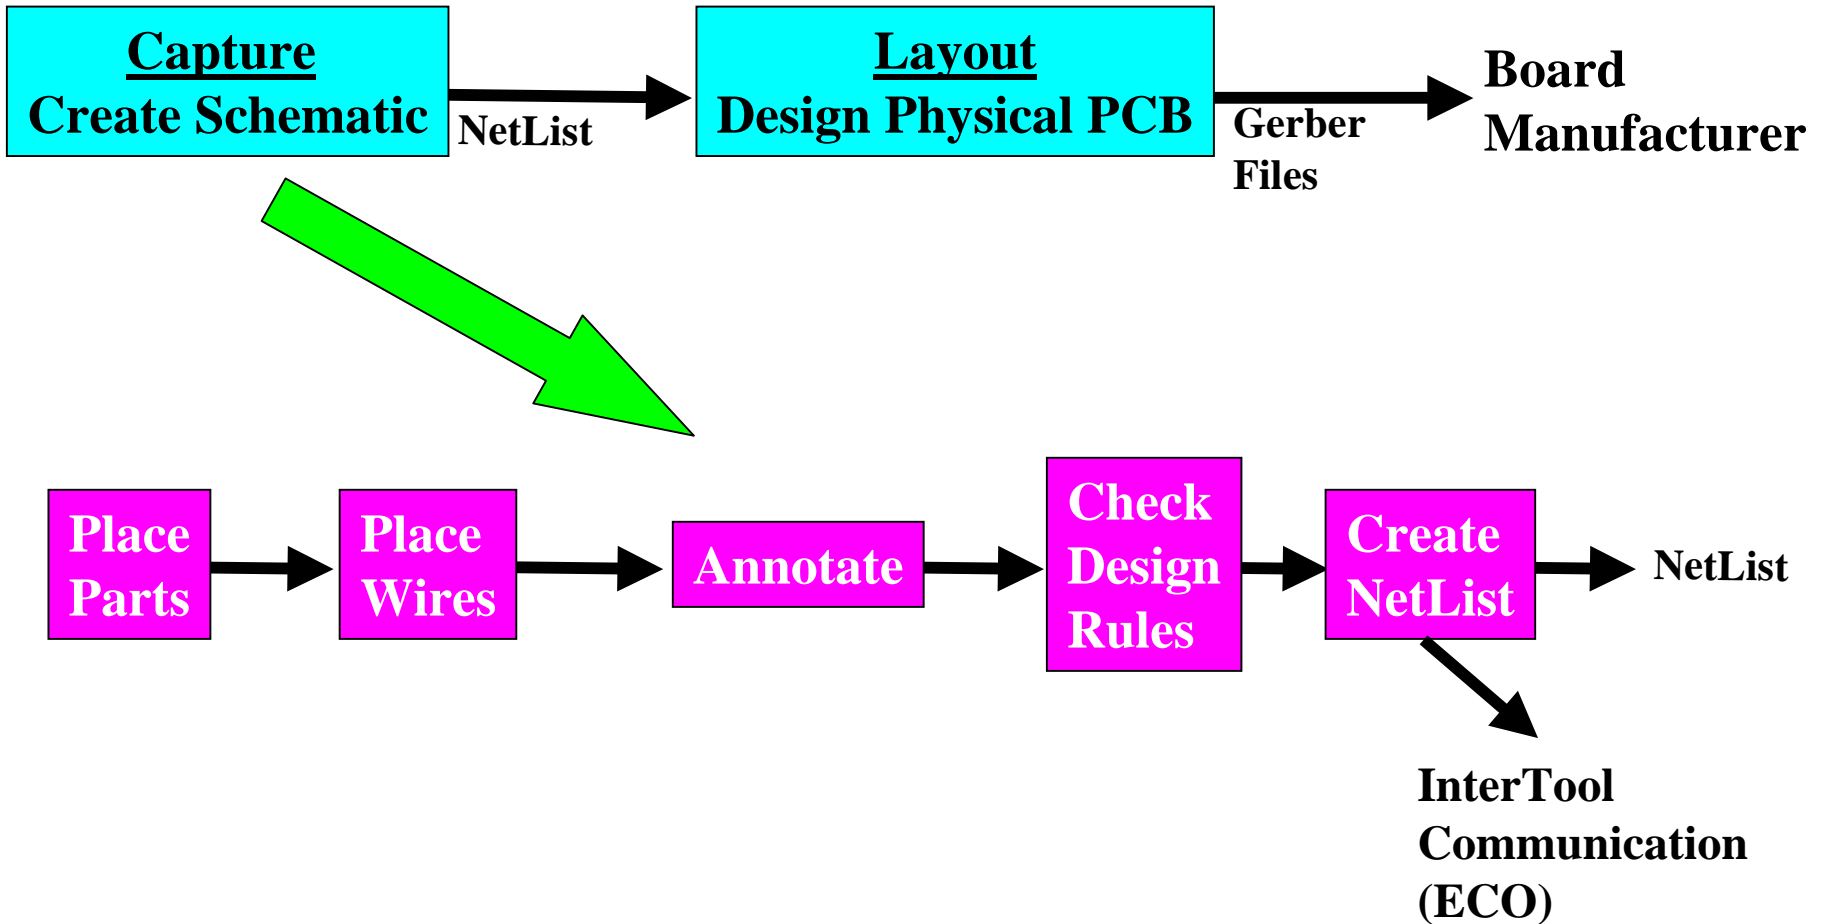 Capture
Create Schematic
NetList
Layout
Design Physical PCB
Gerber
Files
Board
Manufacturer
Place
Parts
Place
Wires
Annotate
Check
Design
Rules
Create
NetList
NetList
InterTool
Communication
(ECO)